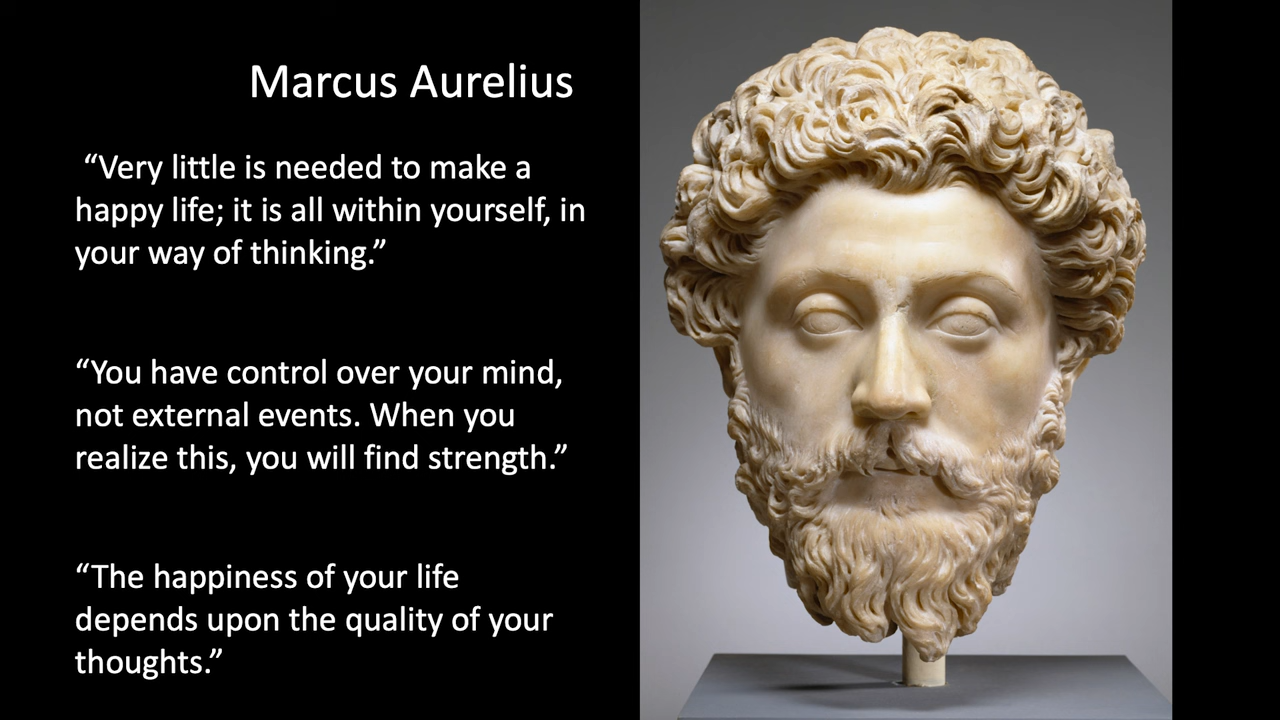 Marcus Aurelius
“Very little is needed to make a
happy life; it is all within yourself, in
your way of thinking.”
“You have control over your mind,
not external events. When you
realize this, you will find strength.”
“The happiness of your life
depends upon the quality of your
thoughts.”